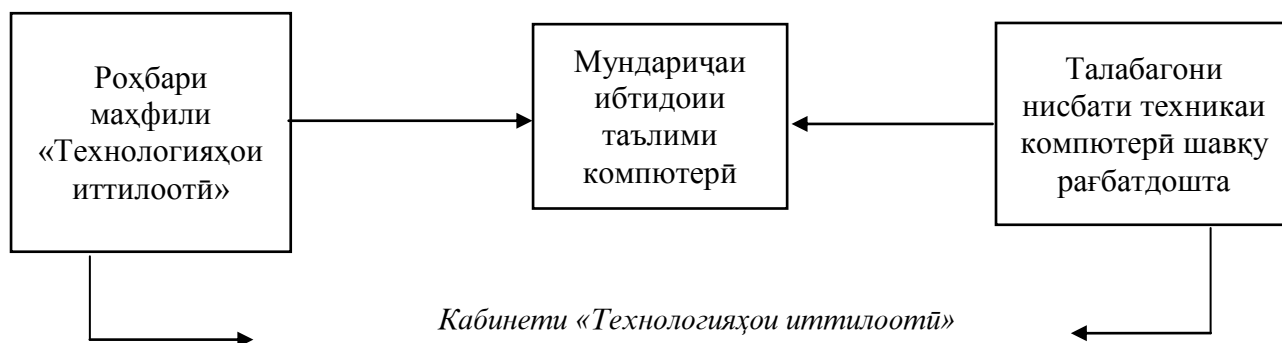 Роҳбари
маҳфили
«Технологияҳои
иттилоотӣ»
Мундариҷаи
ибтидоии
таълими
компютерӣ
Талабагони
нисбати техникаи
компютерӣ шавқу
рағбатдошта
Кабинети «Технологияҳои иттилоотӣ»